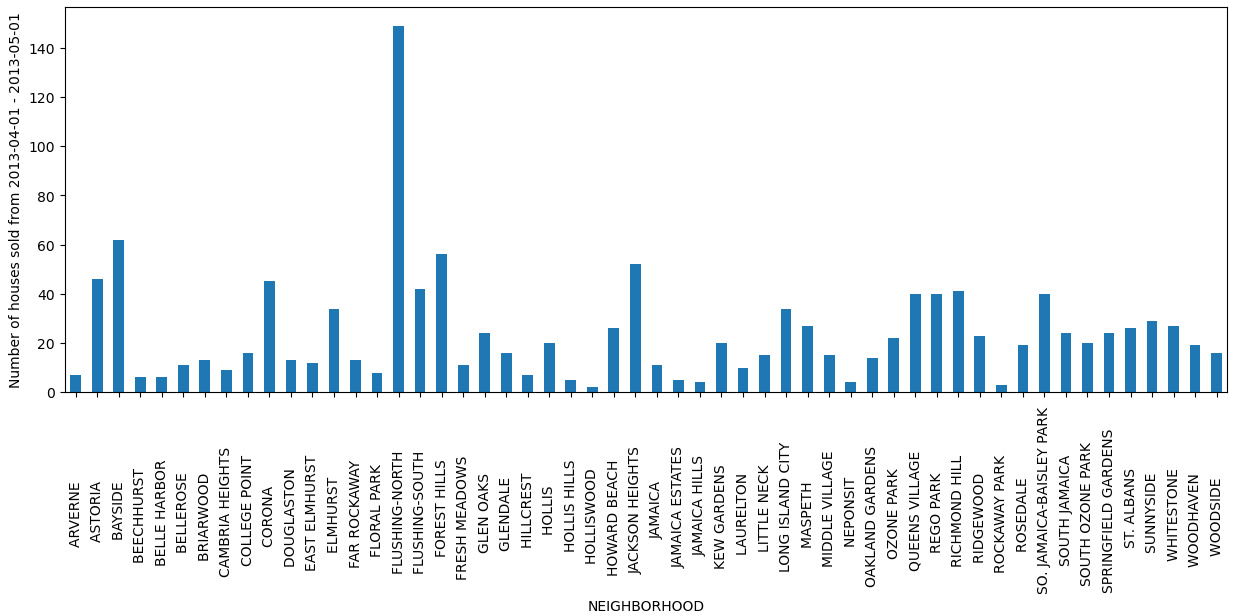 Number of houses sold from 2013-04-01 - 2013-05-01
140
120
100
80
60
40
20
0
ARVERNE
ASTORIA
BAYSIDE
BEECHHURST
BELLE HARBOR
BELLEROSE
BRIARWOOD
CAMBRIA HEIGHTS
COLLEGE POINT
CORONA
DOUGLASTON
EAST ELMHURST
ELMHURST
FAR ROCKAWAY
FLORAL PARK
FLUSHING-NORTH
FLUSHING-SOUTH
FOREST HILLS
FRESH MEADOWS
GLEN OAKS
GLENDALE
HILLCREST
HOLLIS
HOLLIS HILLS
HOLLISWOOD
HOWARD BEACH
JACKSON HEIGHTS
JAMAICA
JAMAICA ESTATES
JAMAICA HILLS
KEW GARDENS
LAURELTON
LITTLE NECK
LONG ISLAND CITY
MASPETH
MIDDLE VILLAGE
NEPONSIT
OAKLAND GARDENS
OZONE PARK
QUEENS VILLAGE
REGO PARK
RICHMOND HILL
RIDGEWOOD
ROCKAWAY PARK
ROSEDALE
SO. JAMAICA-BAISLEY PARK
SOUTH JAMAICA
SOUTH OZONE PARK
SPRINGFIELD GARDENS
ST. ALBANS
SUNNYSIDE
WHITESTONE
WOODHAVEN
WOODSIDE
NEIGHBORHOOD